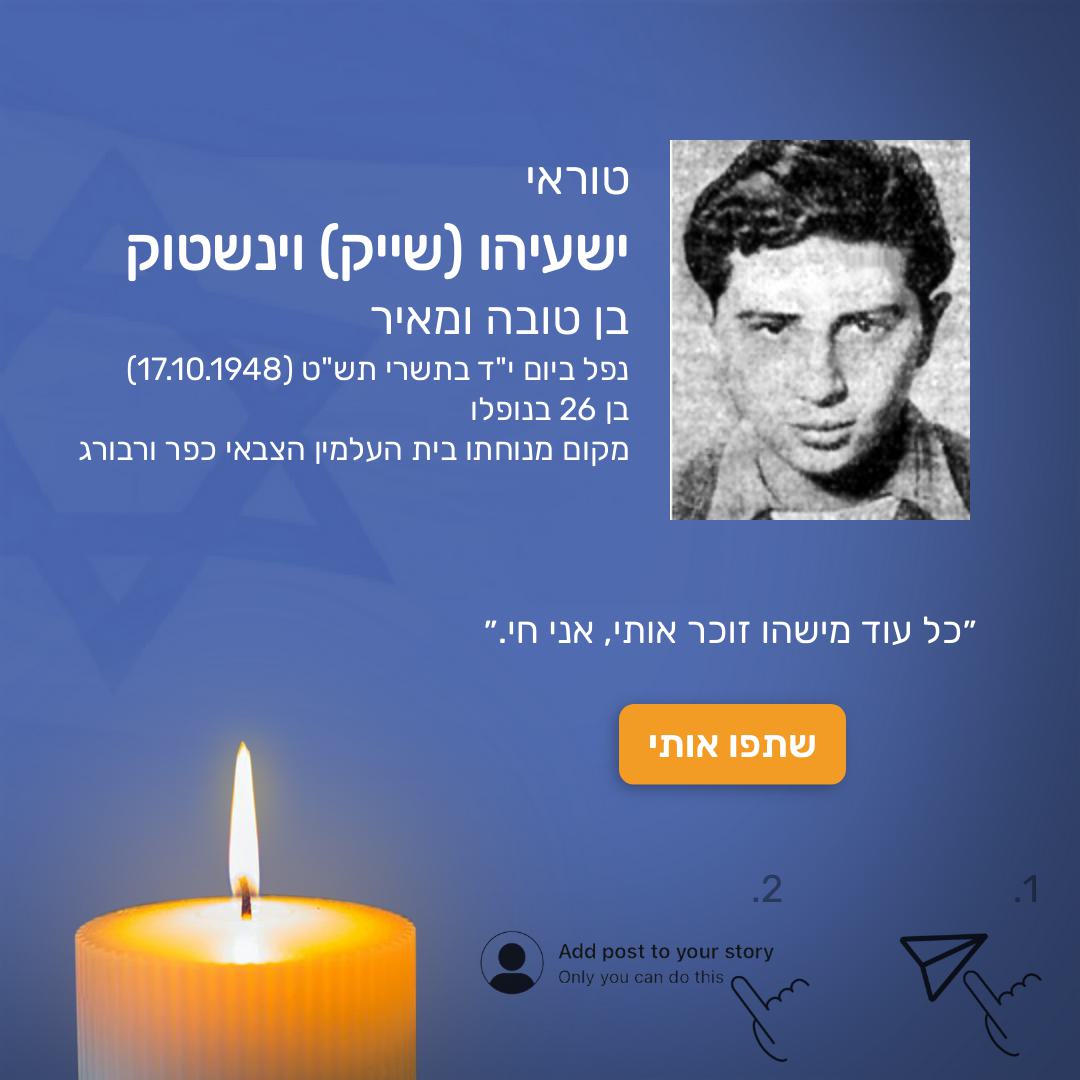 טוראי
ישעיהו (שייק) וינשטוק
בן טובה ומאיר
נפל ביום י"ד בתשרי תש"ט (17.10.1948)
בן 26 בנופלו
מקום מנוחתו בית העלמין הצבאי כפר ורבורג
״כל עוד מישהו זוכר אותי, אני חי.״
שתפו אותי
1.
2.
Add post to your story
Only you can do this